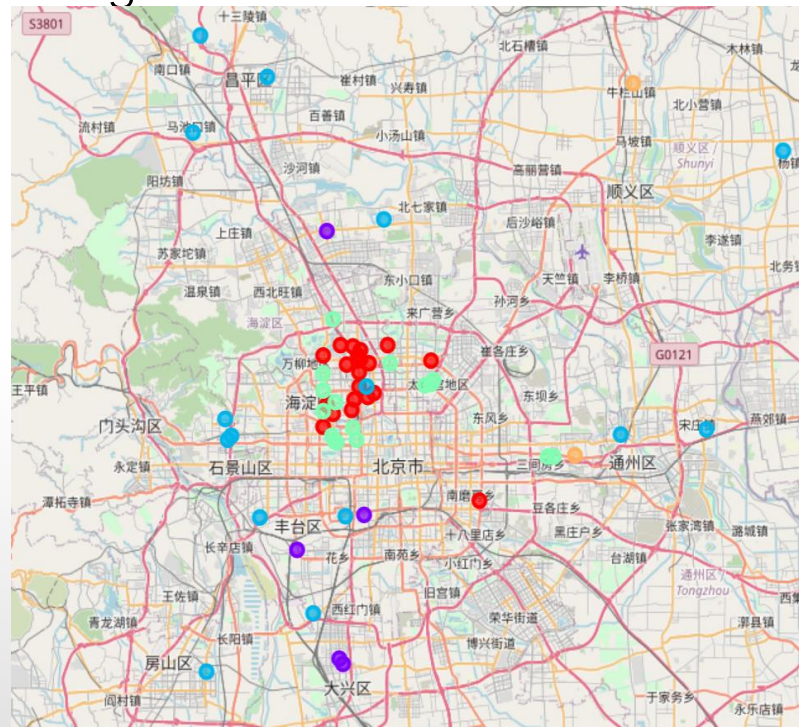 S3801
十三陵镇
北石槽镇
木林镇
南口镇
昌平区
崔村镇
兴寿镇
牛栏山镇
北小营镇
百善镇
流村镇
马池口镇
小汤山镇
马坡镇
顺义区 /
Shunyi
杨镇
沙河镇
高丽营镇
阳坊镇
顺义区
北七家镇
后沙峪镇
上庄镇
李遂镇
苏家坨镇
东小口镇
天竺镇
李桥镇
北务镇
温泉镇
西北旺镇
孙河乡
来广营乡
海淀区
崔各庄乡
G0121
万柳地
王平镇
太阳宫地区
东坝乡
海淀
燕郊镇
门头沟区
东风乡
宋庄
永定镇
石景山区
北京市
三间房乡
通州区
潭拓寺镇
南磨房乡
豆各庄乡
丰台区
张家湾镇
十八里店乡
黑庄户乡
潞城镇
长辛店镇
花乡
南苑乡
小红门乡
台湖镇
通州区 /
Tongzhou
王佐镇
旧宫镇
西集
青龙湖镇
西红门镇
荣华街道
漷县镇
长阳镇
博兴街道
房山区
大兴区
于家务乡
阎村镇
永乐店镇